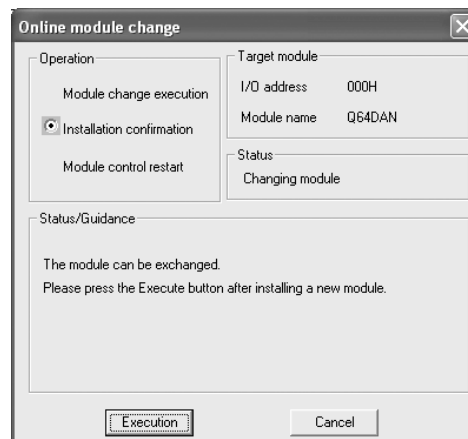 Online module change
Operation
Module change execution
Installation confirmation
Module control restart
Target module
I/O address 000H
Module name Q64DAN
Status
Changing module
Status/Guidance
The module can be exchanged.
Please press the Execute button after installing a new module.
Execution Cancel